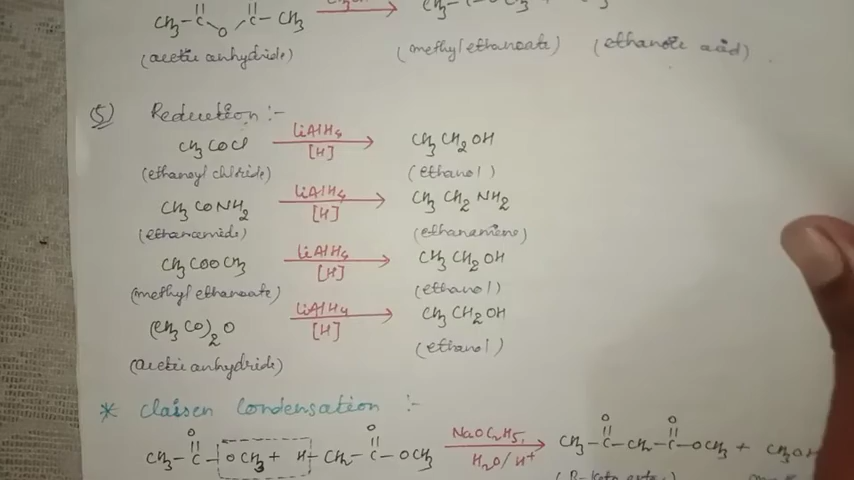 CH3 - C - O - C - CH3
(acetic anhydride) (methyl ethanoate) (ethanoic acid)
(5) Reduction :-
CH3COCl LiAlH4 [H] CH3CH2OH
(ethanoyl chloride) (ethanol)
CH3CONH2 LiAlH4 [H] CH3CH2NH2
(ethanamide) (ethanamine)
CH3COOCH3 LiAlH4 [H] CH3CH2OH
(methyl ethanoate) (ethanol)
(CH3CO)2O LiAlH4 [H] CH3CH2OH
(acetic anhydride) (ethanol)
* Claisen Condensation :-
O O NaOC2H5 O O
CH3 - C - OCH3 + H - CH2 - C - OCH3 H2O/H+ CH3 - C - CH2 - C - OCH3 + CH3OH